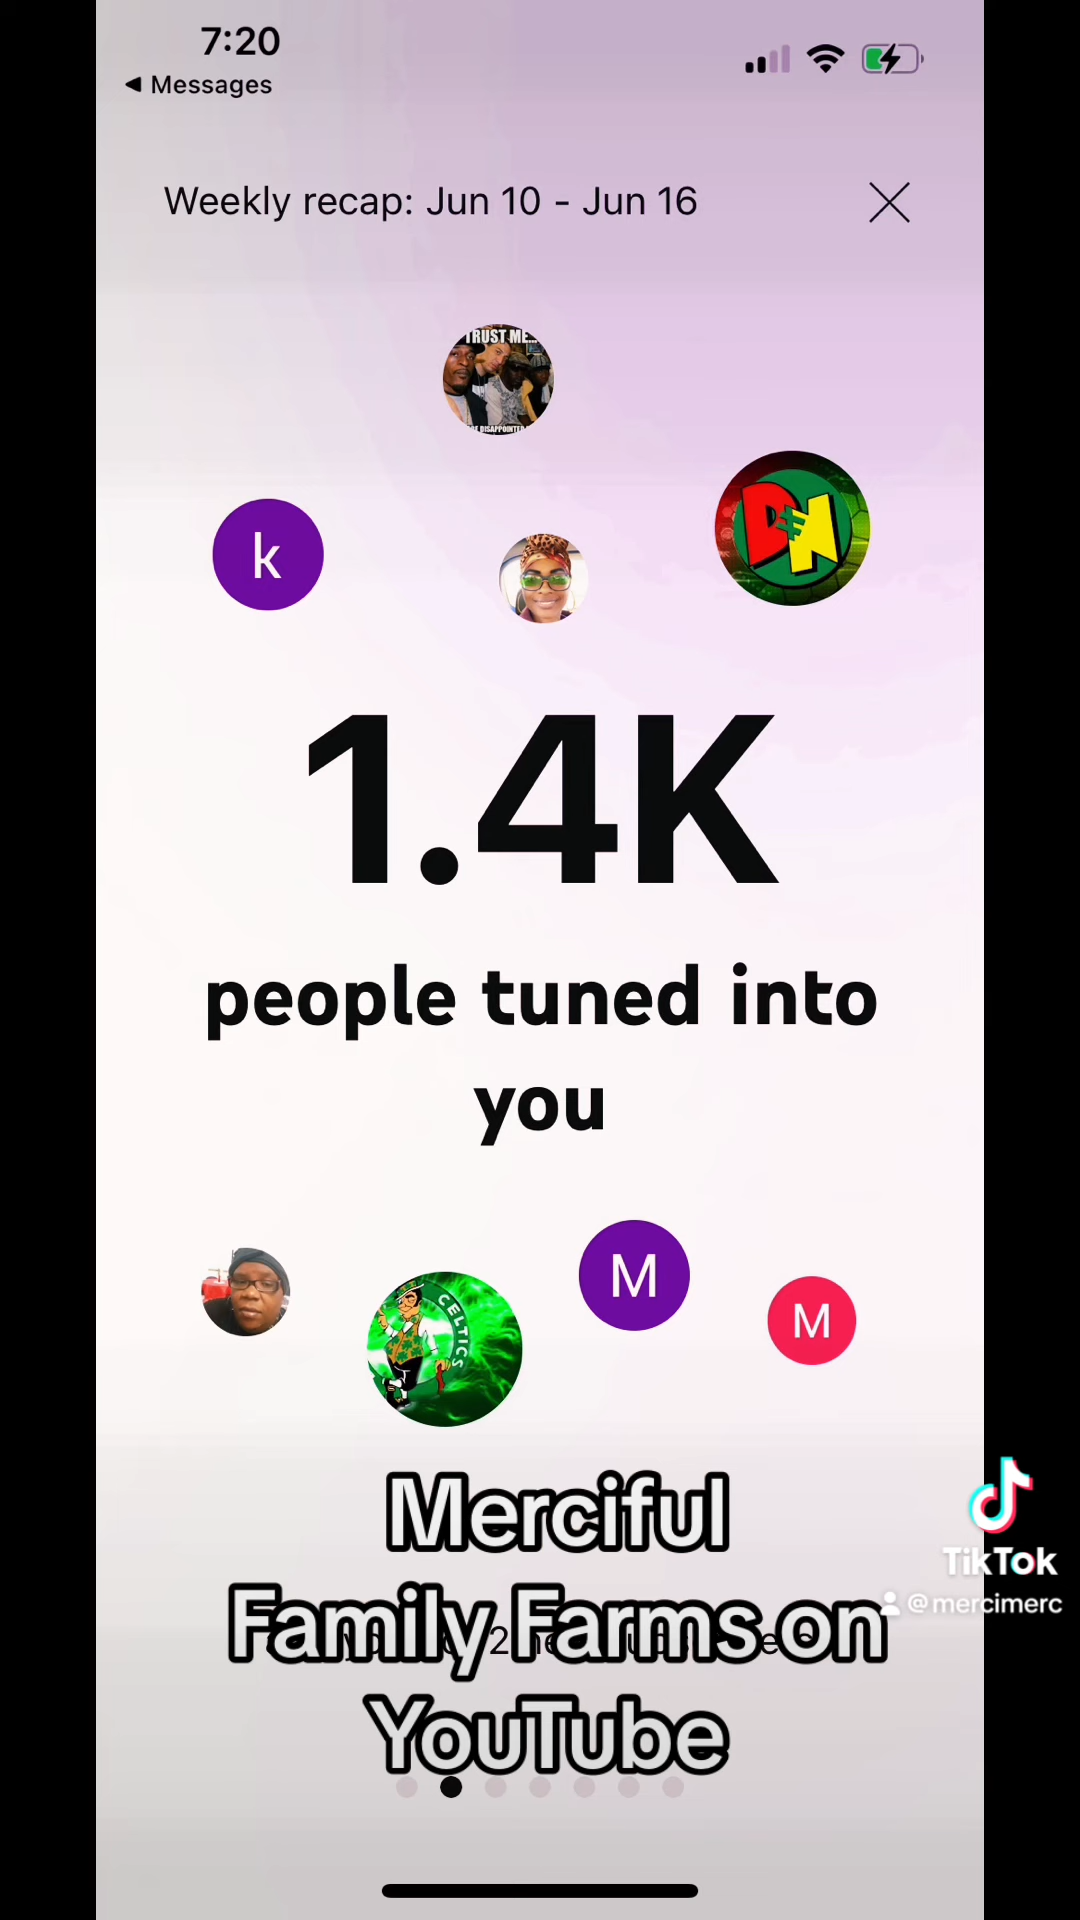 7:20
Messages
Weekly recap: Jun 10 - Jun 16
TRUST ME...
k
1.4K
people tuned into
you
CELTICS
M
M
Merciful
Family Farms on
YouTube
TikTok
@mercimerc